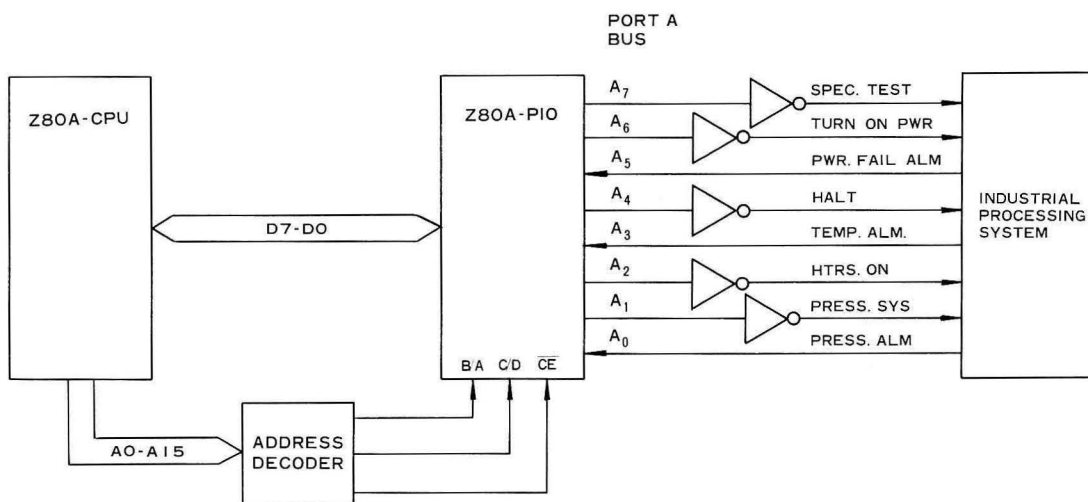 PORT A
BUS
Z80A-CPU
Z80A-PIO
A7
SPEC. TEST
A6
TURN ON PWR
A5
PWR. FAIL ALM
A4
HALT
INDUSTRIAL
PROCESSING
SYSTEM
D7-D0
A3
TEMP. ALM.
A2
HTRS. ON
A1
PRESS. SYS
A0
PRESS. ALM
B/A C/D CE
ADDRESS
DECODER
A0-A15